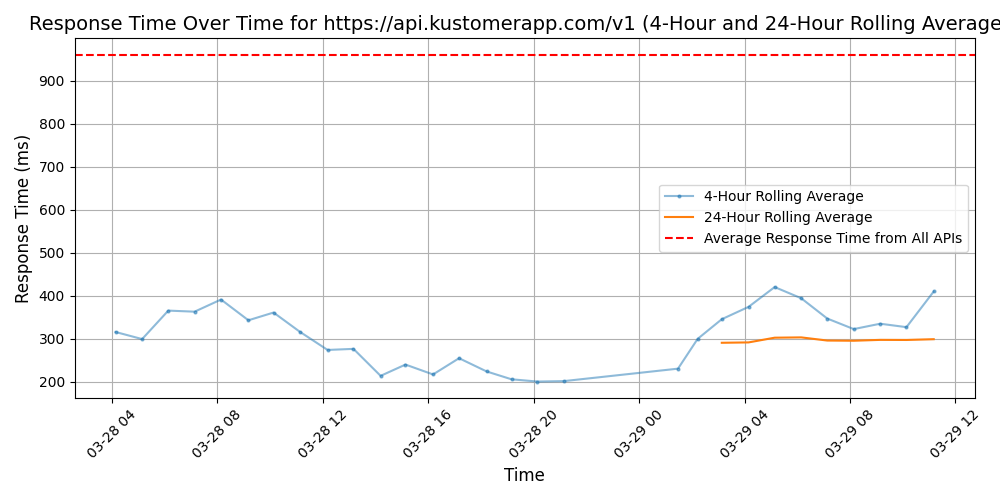 Response Time Over Time for https://api.kustomerapp.com/v1 (4-Hour and 24-Hour Rolling Average
Response Time (ms)
900
800
700
600
500
400
300
200
4-Hour Rolling Average
24-Hour Rolling Average
Average Response Time from All APIs
03-28 04
03-28 08
03-28 12
03-28 16
03-28 20
03-29 00
03-29 04
03-29 08
03-29 12
Time